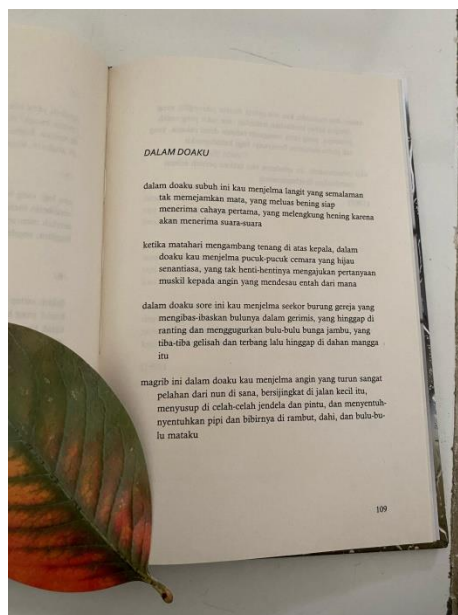 DALAM DOAKU
dalam doaku subuh ini kau menjelma langit yang semalaman
tak memejamkan mata, yang meluas bening siap
menerima cahaya pertama, yang melengkung hening karena
akan menerima suara-suara
ketika matahari mengambang tenang di atas kepala, dalam
doaku kau menjelma pucuk-pucuk cemara yang hijau
senantiasa, yang tak henti-hentinya mengajukan pertanyaan
muskil kepada angin yang mendesau entah dari mana
dalam doaku sore ini kau menjelma seekor burung gereja yang
mengibas-ibaskan bulunya dalam gerimis, yang hinggap di
ranting dan menggugurkan bulu-bulu bunga jambu, yang
tiba-tiba gelisah dan terbang lalu hinggap di dahan mangga
itu
magrib ini dalam doaku kau menjelma angin yang turun sangat
pelahan dari nun di sana, bersijingkat di jalan kecil itu,
menyusup di celah-celah jendela dan pintu, dan menyentuh-
nyentuhkan pipi dan bibirnya di rambut, dahi, dan bulu-bu-
lu mataku
109